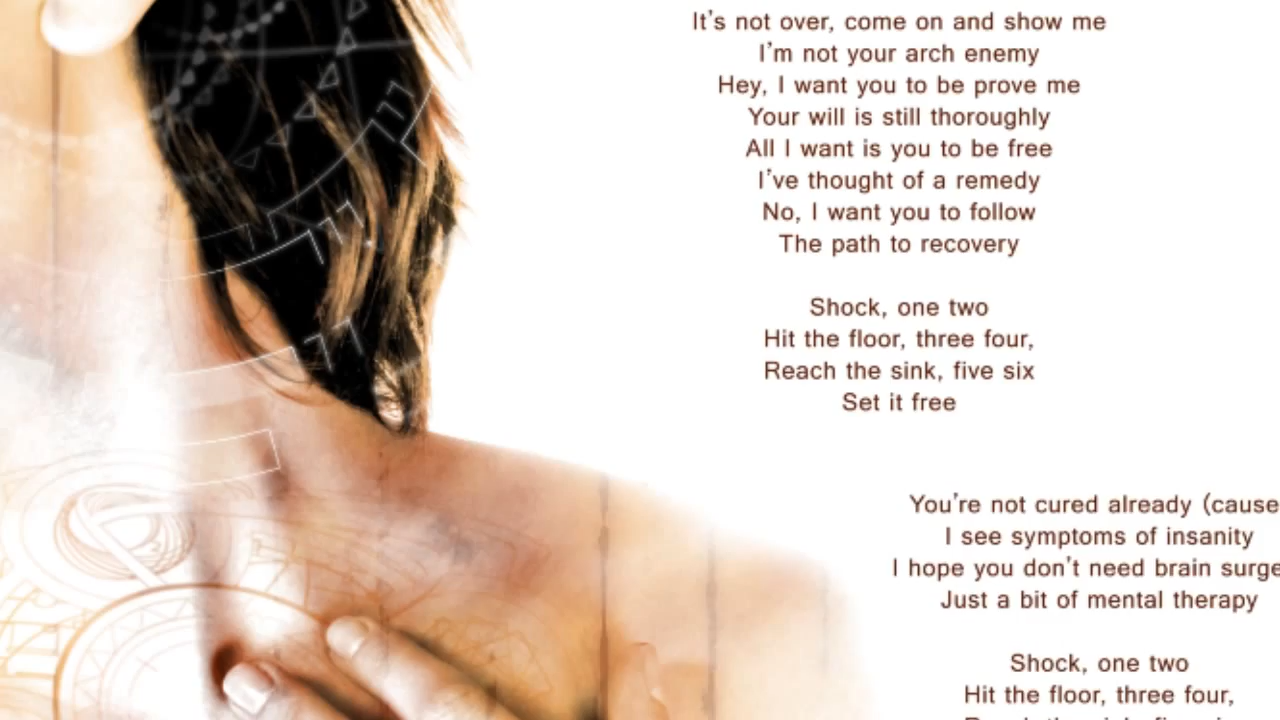 It's not over, come on and show me
I'm not your arch enemy
Hey, I want you to be prove me
Your will is still thoroughly
All I want is you to be free
I've thought of a remedy
No, I want you to follow
The path to recovery
Shock, one two
Hit the floor, three four,
Reach the sink, five six
Set it free
You're not cured already (cause
I see symptoms of insanity
I hope you don't need brain surge
Just a bit of mental therapy
Shock, one two
Hit the floor, three four,